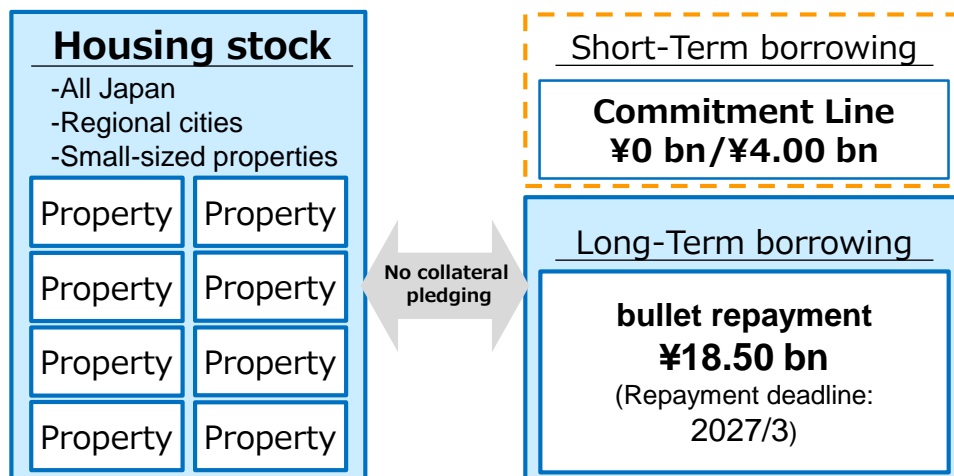 Housing stock
-All Japan
-Regional cities
-Small-sized properties
Property Property
Property Property
Property Property
Property Property
No collateral
pledging
Short-Term borrowing
Commitment Line
¥0 bn/¥4.00 bn
Long-Term borrowing
bullet repayment
¥18.50 bn
(Repayment deadline:
2027/3)